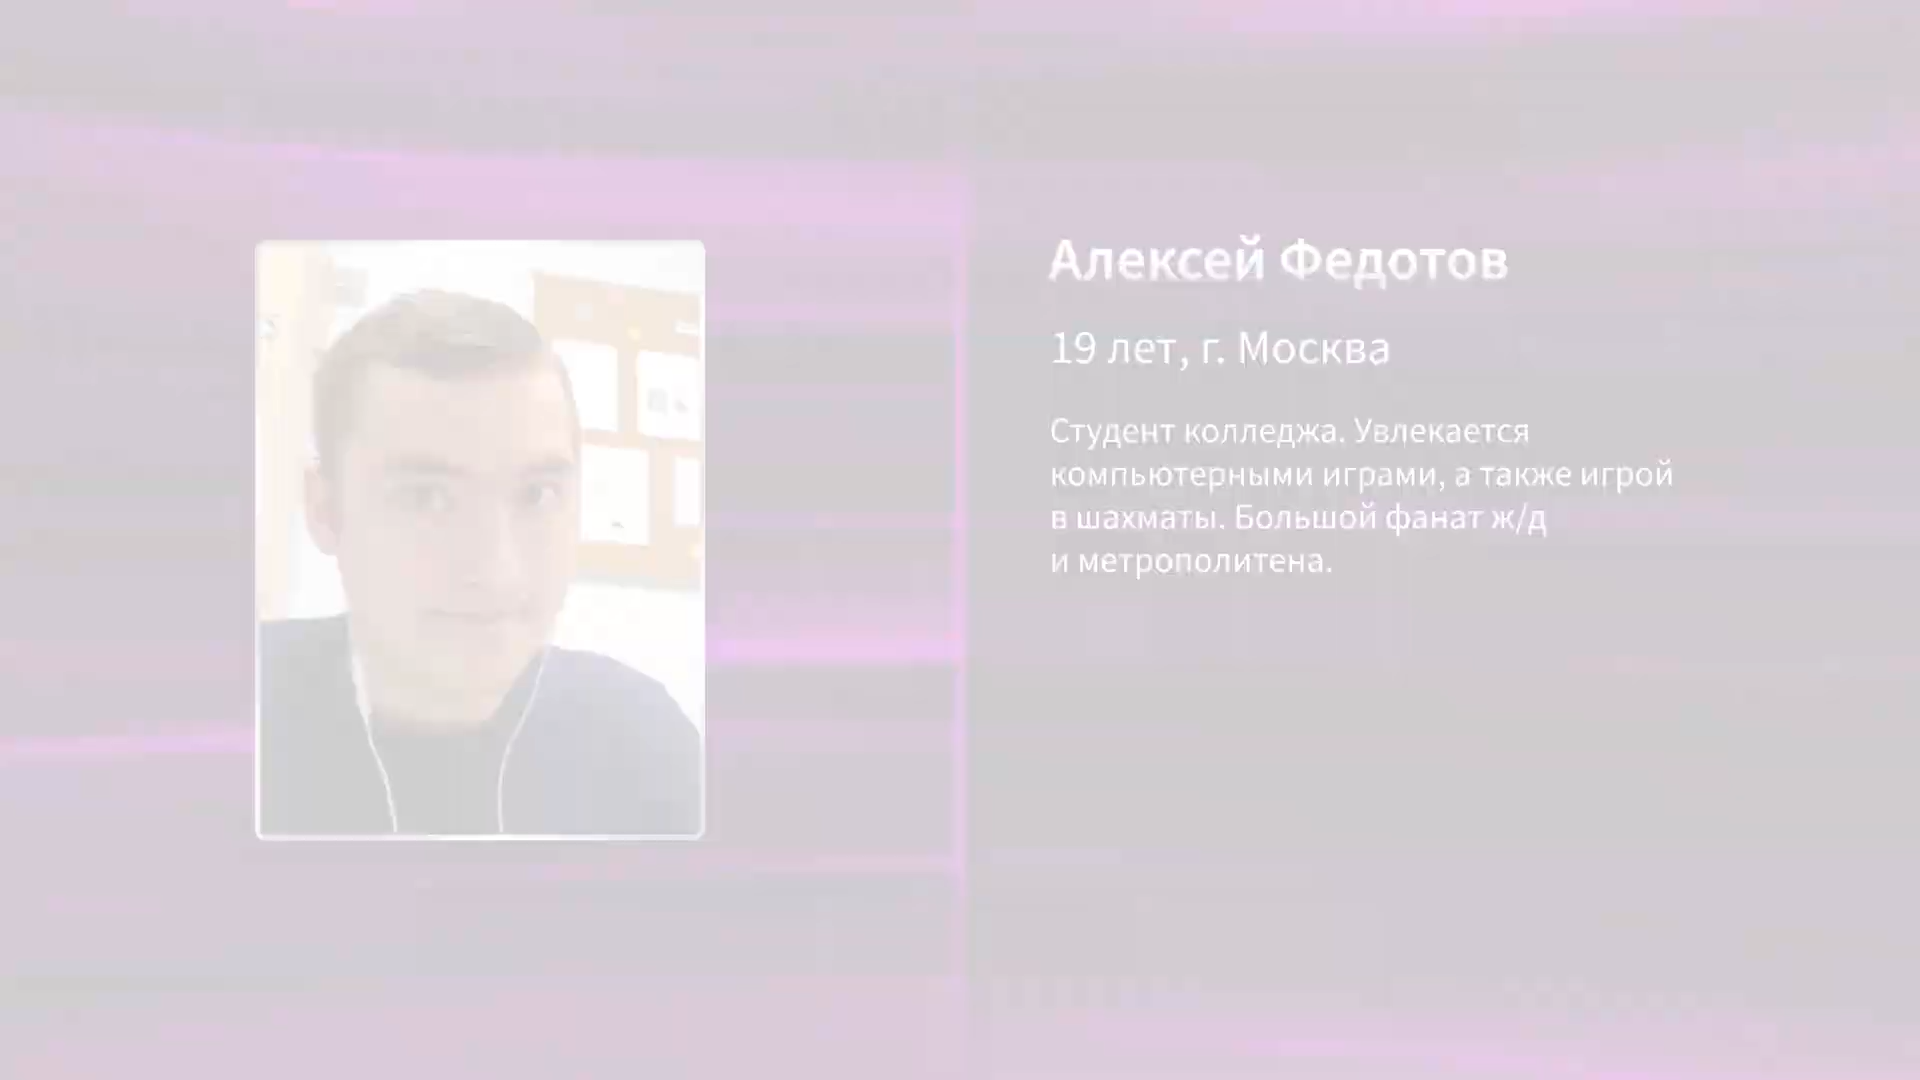 Алексей Федотов
19 лет, г. Москва
Студент колледжа. Увлекается
компьютерными играми, а также игрой
в шахматы. Большой фанат ж/д
и метрополитена.